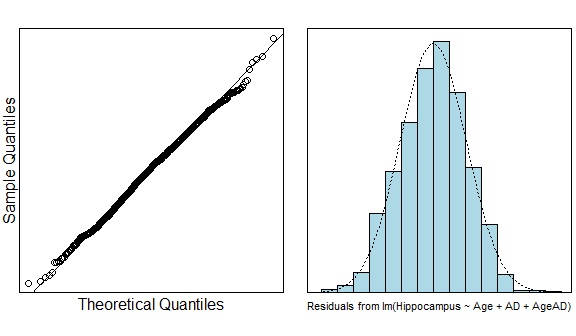 Sample Quantiles
Theoretical Quantiles
Residuals from lm(Hippocampus ~ Age + AD + AgeAD)